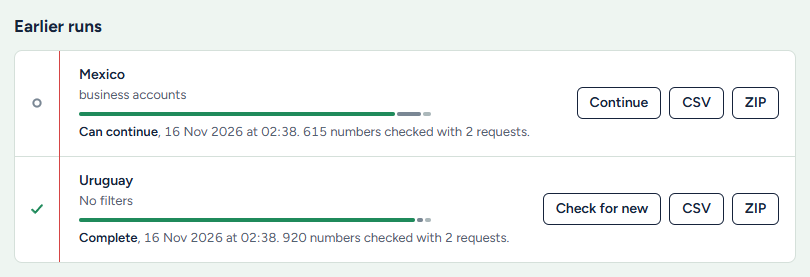 Earlier runs
Mexico
business accounts
Can continue, 16 Nov 2026 at 02:38. 615 numbers checked with 2 requests.
Continue
CSV
ZIP
Uruguay
No filters
Complete, 16 Nov 2026 at 02:38. 920 numbers checked with 2 requests.
Check for new
CSV
ZIP